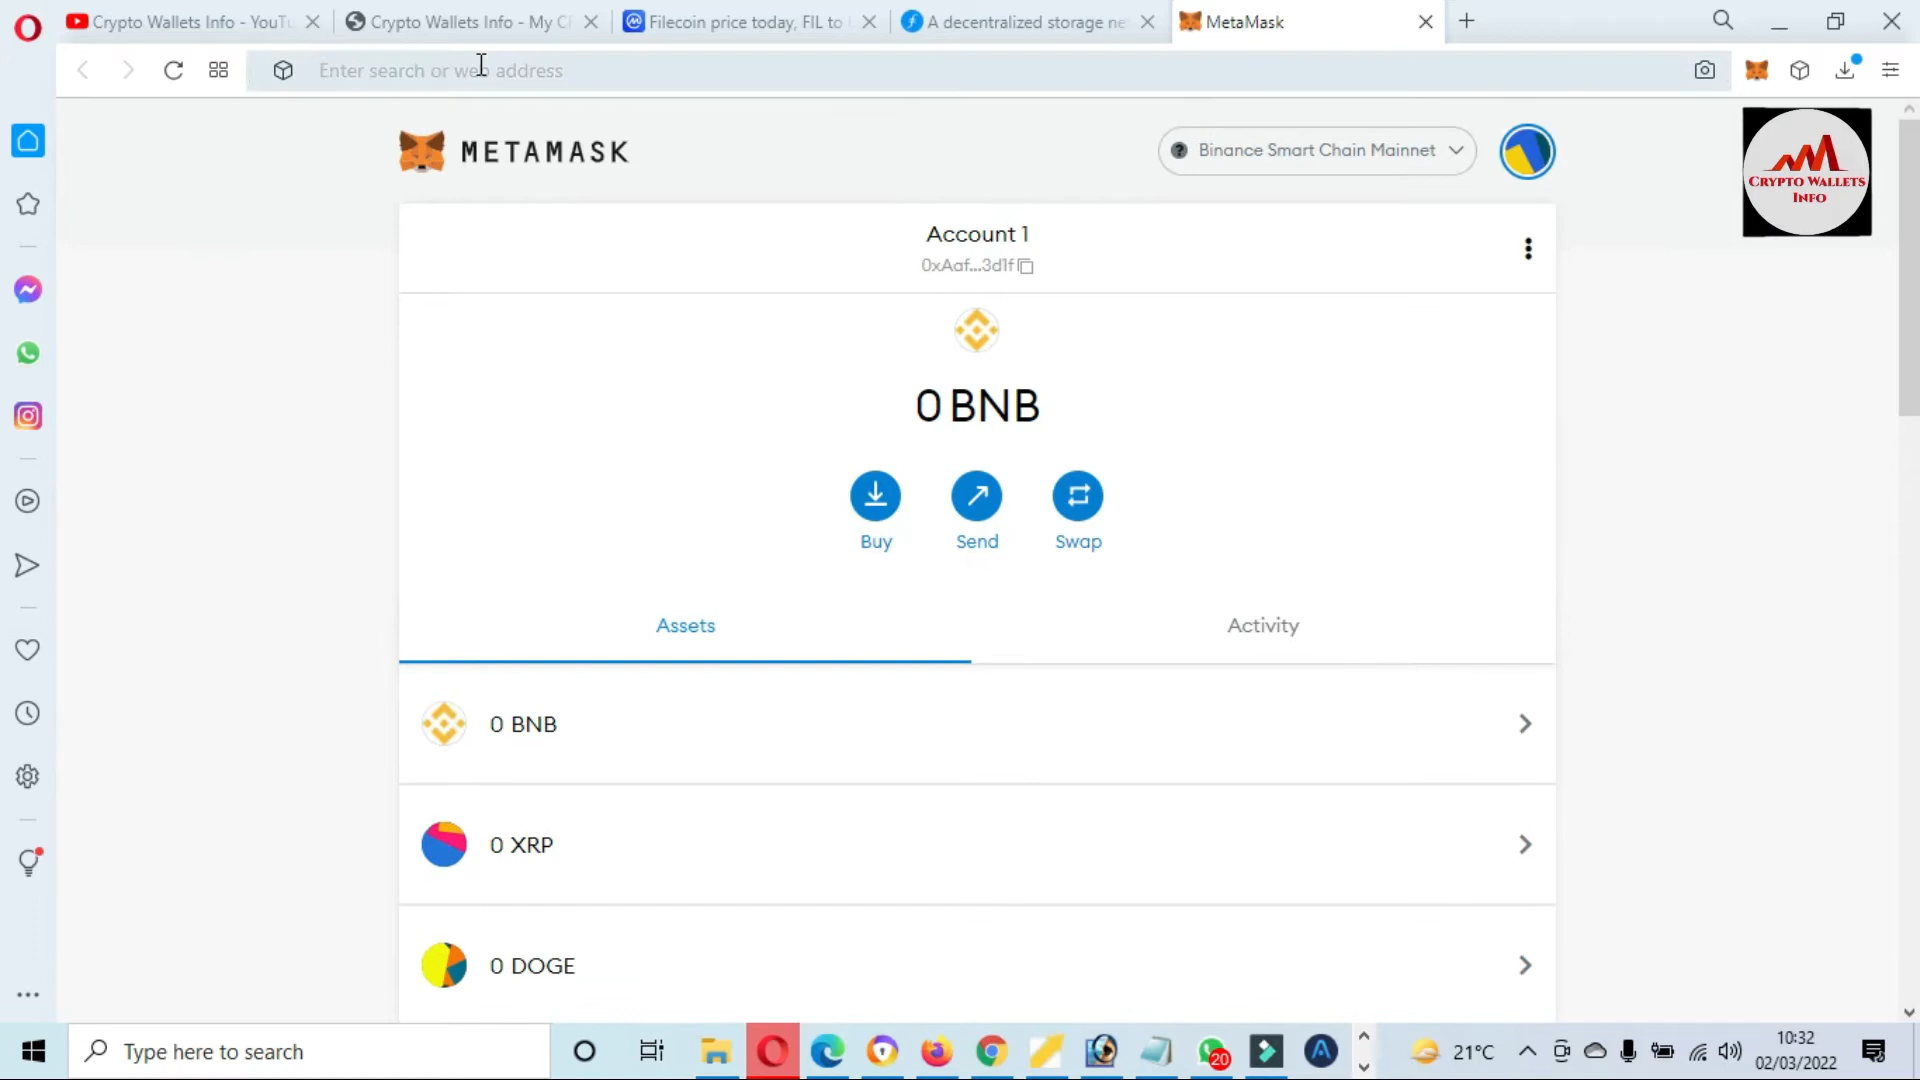 Crypto Wallets Info - YouTu
Crypto Wallets Info - My C
Filecoin price today, FIL to
A decentralized storage ne
MetaMask
Enter search or web address
METAMASK
Binance Smart Chain Mainnet
CRYPTO WALLETS
INFO
Account 1
0xAaf...3d1f
0 BNB
Buy
Send
Swap
Assets
Activity
0 BNB
0 XRP
0 DOGE
Type here to search
20
21°C
10:32
02/03/2022